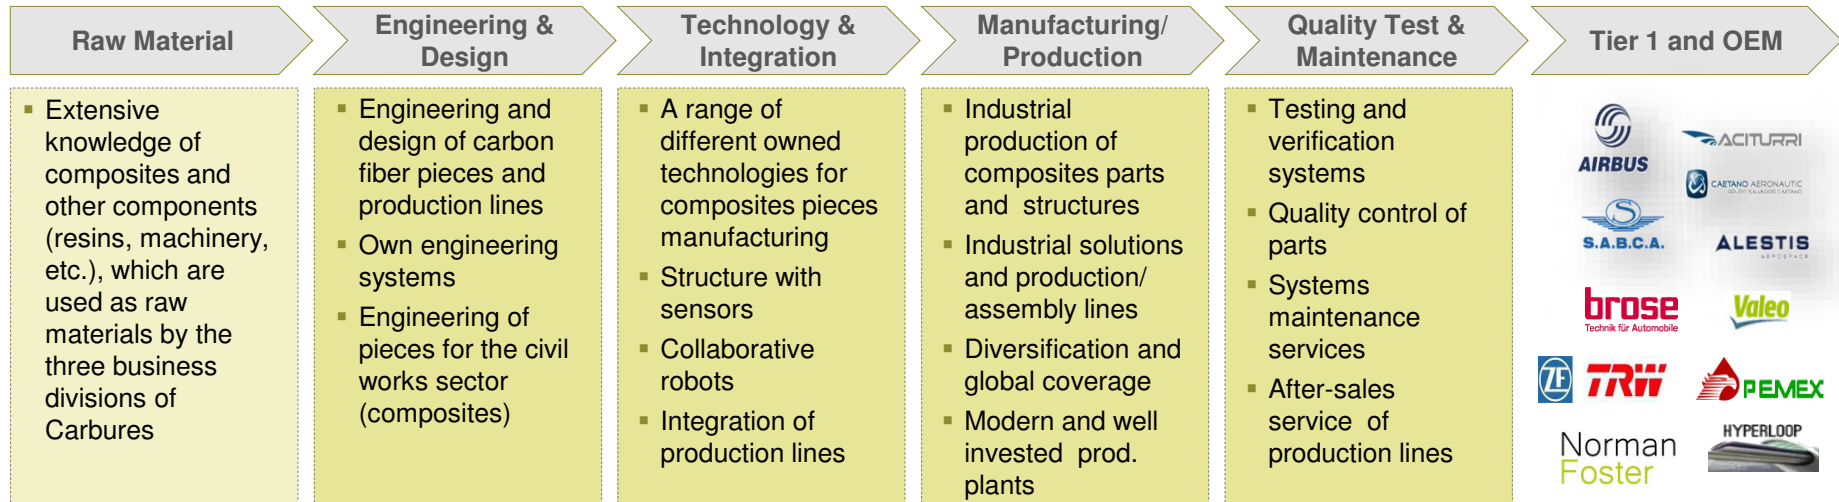 Raw Material
Engineering &
Design
Technology &
Integration
Manufacturing/
Production
Quality Test &
Maintenance
Tier 1 and OEM
▪ Extensive
knowledge of
composites and
other components
(resins, machinery,
etc.), which are
used as raw
materials by the
three business
divisions of
Carbures
▪ Engineering and
design of carbon
fiber pieces and
production lines
▪ Own engineering
systems
▪ Engineering of
pieces for the civil
works sector
(composites)
▪ A range of
different owned
technologies for
composites pieces
manufacturing
▪ Structure with
sensors
▪ Collaborative
robots
▪ Integration of
production lines
▪ Industrial
production of
composites parts
and structures
▪ Industrial solutions
and production/
assembly lines
▪ Diversification and
global coverage
▪ Modern and well
invested prod.
plants
▪ Testing and
verification
systems
▪ Quality control of
parts
▪ Systems
maintenance
services
▪ After-sales
service of
production lines
AIRBUS
ACITURRI
CAETANO AERONAUTIC
GRUPO SALVADOR CAETANO
S
S.A.B.C.A.
ALESTIS
AEROSPACE
brose
Technik für Automobile
Valeo
ZF
TRW
PEMEX
Norman
Foster
HYPERLOOP